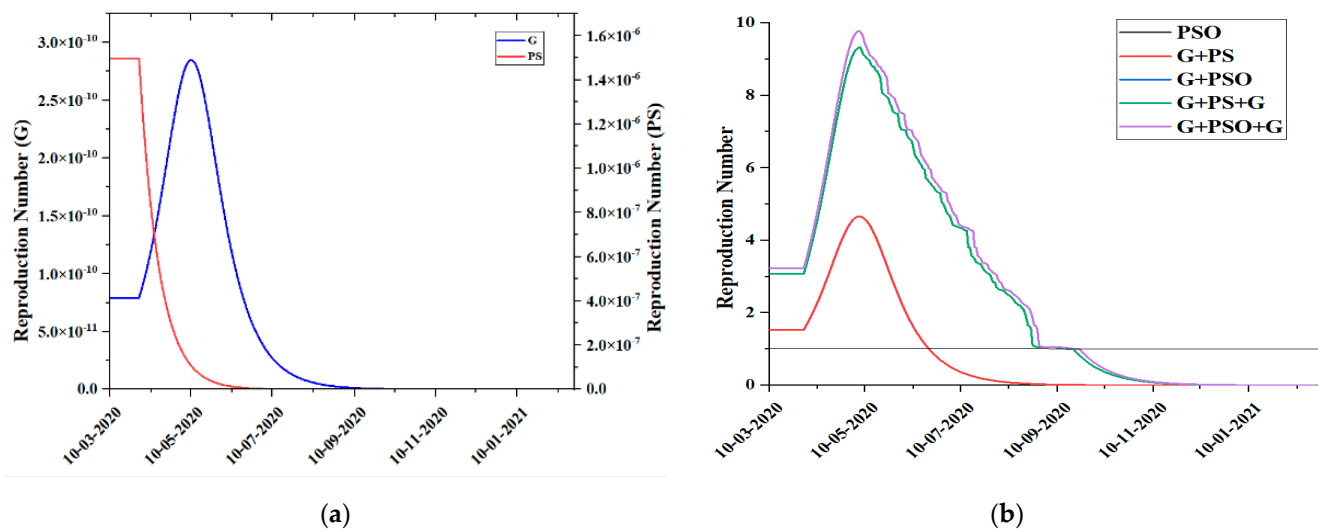 3.0×10⁻¹⁰
2.5×10⁻¹⁰
2.0×10⁻¹⁰
1.5×10⁻¹⁰
1.0×10⁻¹⁰
5.0×10⁻¹¹
0.0
Reproduction Number (G)
G
PS
1.6×10⁻⁶
1.4×10⁻⁶
1.2×10⁻⁶
1.0×10⁻⁶
8.0×10⁻⁷
6.0×10⁻⁷
4.0×10⁻⁷
2.0×10⁻⁷
0.0
Reproduction Number (PS)
10-03-2020
10-05-2020
10-07-2020
10-09-2020
10-11-2020
10-01-2021
(a)
10
8
6
4
2
0
Reproduction Number
PSO
G+PS
G+PSO
G+PS+G
G+PSO+G
10-03-2020
10-05-2020
10-07-2020
10-09-2020
10-11-2020
10-01-2021
(b)